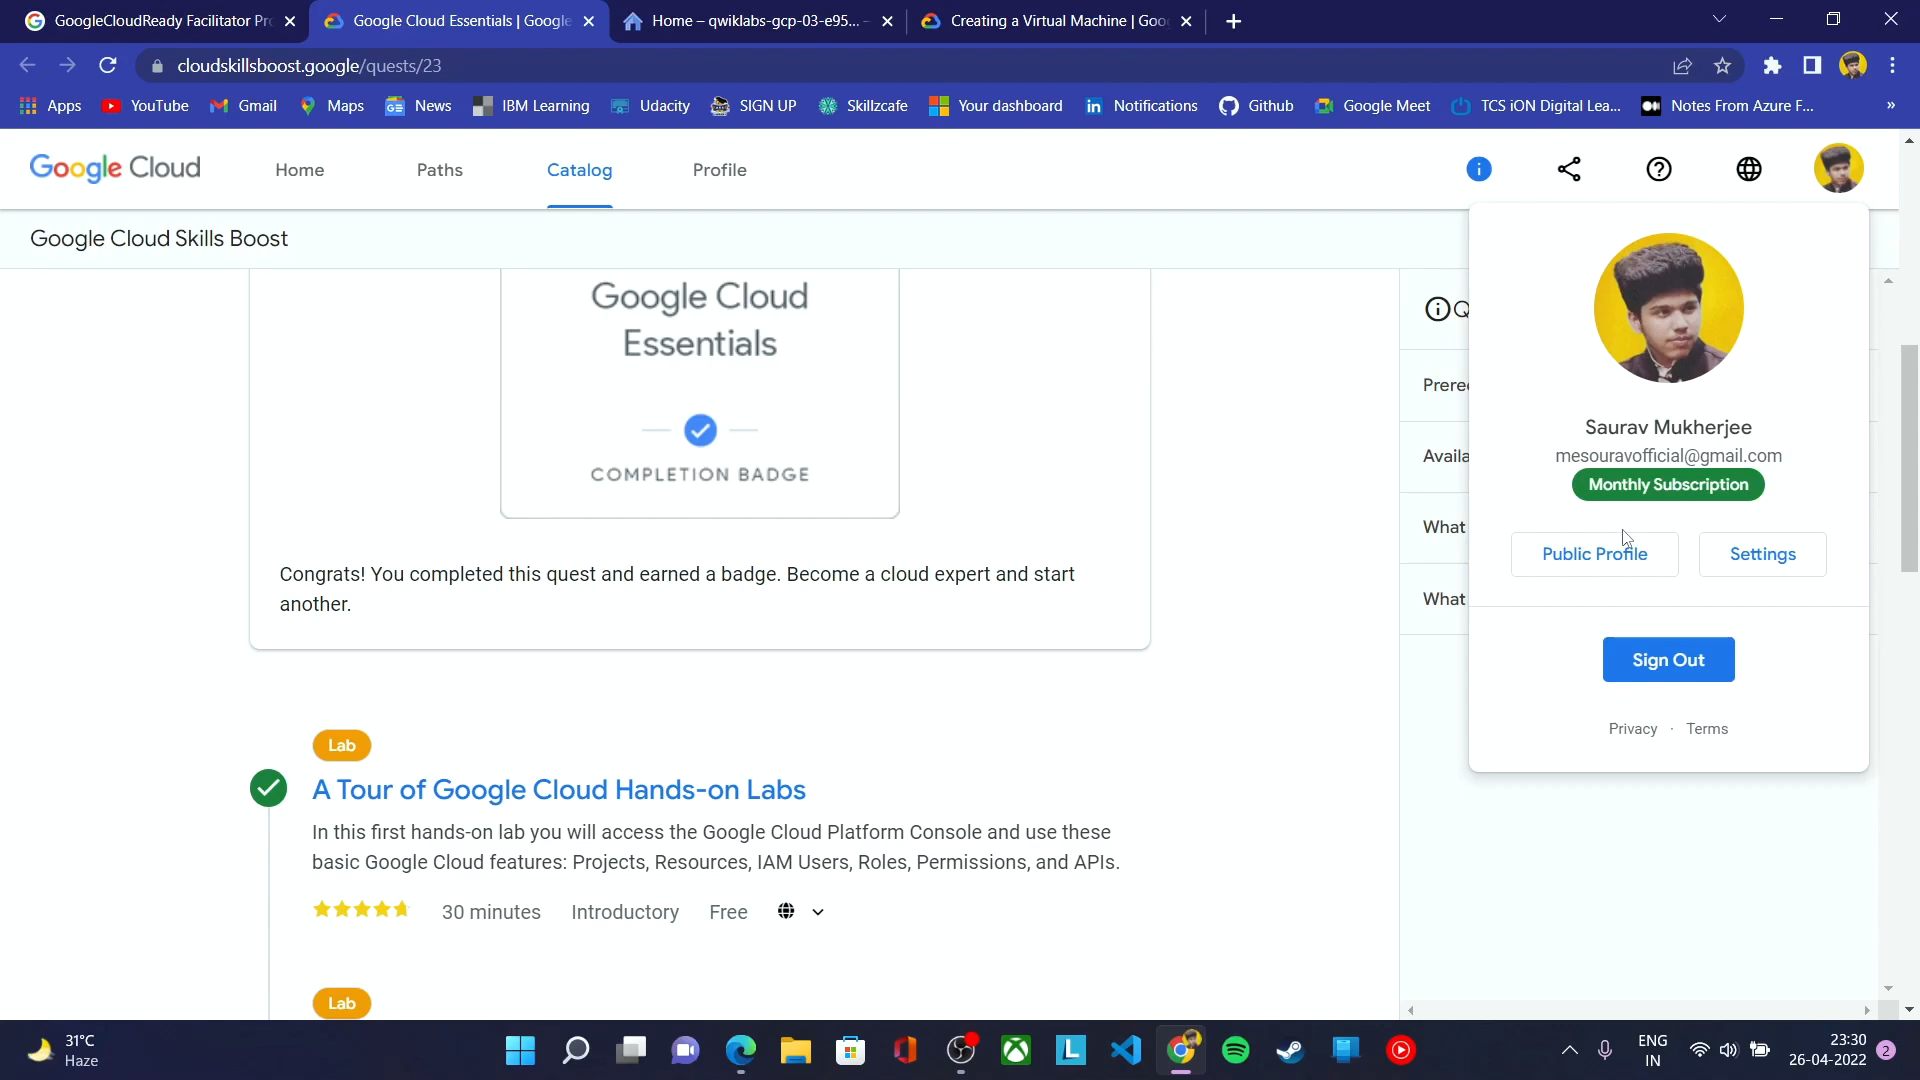 GoogleCloudReady Facilitator Pr
Google Cloud Essentials | Google
Home – qwiklabs-gcp-03-e95... –
Creating a Virtual Machine | Goo
cloudskillsboost.google/quests/23
Apps
YouTube
Gmail
Maps
News
IBM Learning
Udacity
SIGN UP
Skillzcafe
Your dashboard
Notifications
Github
Google Meet
TCS iON Digital Lea...
Notes From Azure F...
»
Google Cloud
Home
Paths
Catalog
Profile
Google Cloud Skills Boost
Google Cloud
Essentials
COMPLETION BADGE
Congrats! You completed this quest and earned a badge. Become a cloud expert and start
another.
Lab
A Tour of Google Cloud Hands-on Labs
In this first hands-on lab you will access the Google Cloud Platform Console and use these
basic Google Cloud features: Projects, Resources, IAM Users, Roles, Permissions, and APIs.
30 minutes
Introductory
Free
Lab
Q
Prere
Availa
What
What
Saurav Mukherjee
mesouravofficial@gmail.com
Monthly Subscription
Public Profile
Settings
Sign Out
Privacy · Terms
31°C
Haze
ENG
IN
23:30
26-04-2022
2